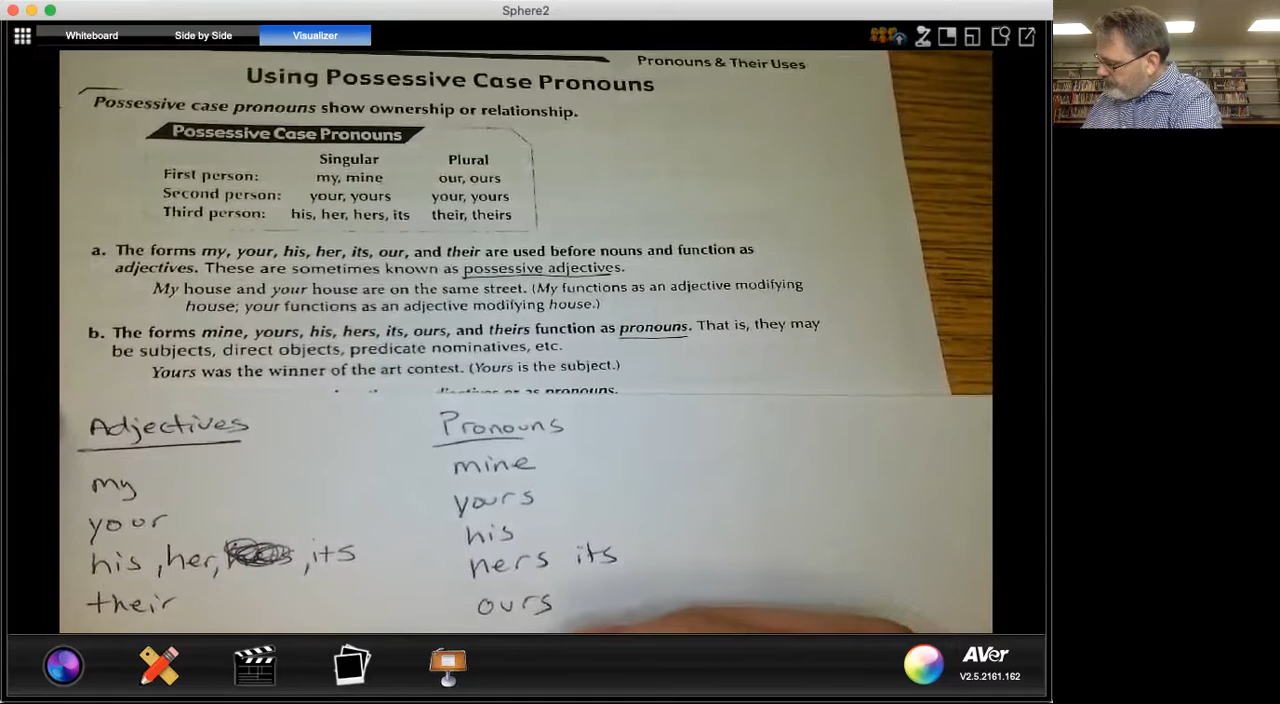 Sphere2
Whiteboard Side by Side Visualizer
Pronouns & Their Uses
Using Possessive Case Pronouns
Possessive case pronouns show ownership or relationship.
Possessive Case Pronouns
Singular Plural
First person: my, mine our, ours
Second person: your, yours your, yours
Third person: his, her, hers, its their, theirs
a. The forms my, your, his, her, its, our, and their are used before nouns and function as
adjectives. These are sometimes known as possessive adjectives.
My house and your house are on the same street. (My functions as an adjective modifying
house; your functions as an adjective modifying house.)
b. The forms mine, yours, his, hers, its, ours, and theirs function as pronouns. That is, they may
be subjects, direct objects, predicate nominatives, etc.
Yours was the winner of the art contest. (Yours is the subject.)
or as pronouns.
Adjectives Pronouns
my mine
your yours
his, her, , its his
hers its
their ours
AVer
V2.5.2161.162